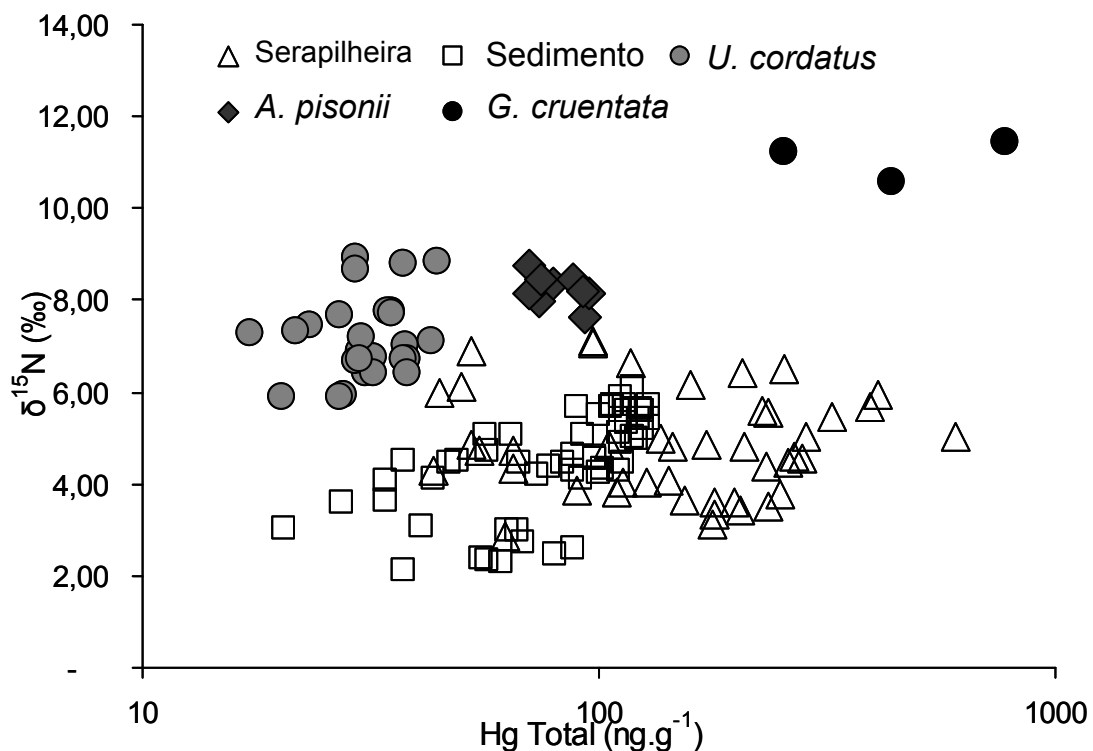 14,00
12,00
10,00
8,00
6,00
4,00
2,00
-
δ¹⁵N (‰)
Serapilheira Sedimento U. cordatus
A. pisonii G. cruentata
10 100 1000
Hg Total (ng.g⁻¹)